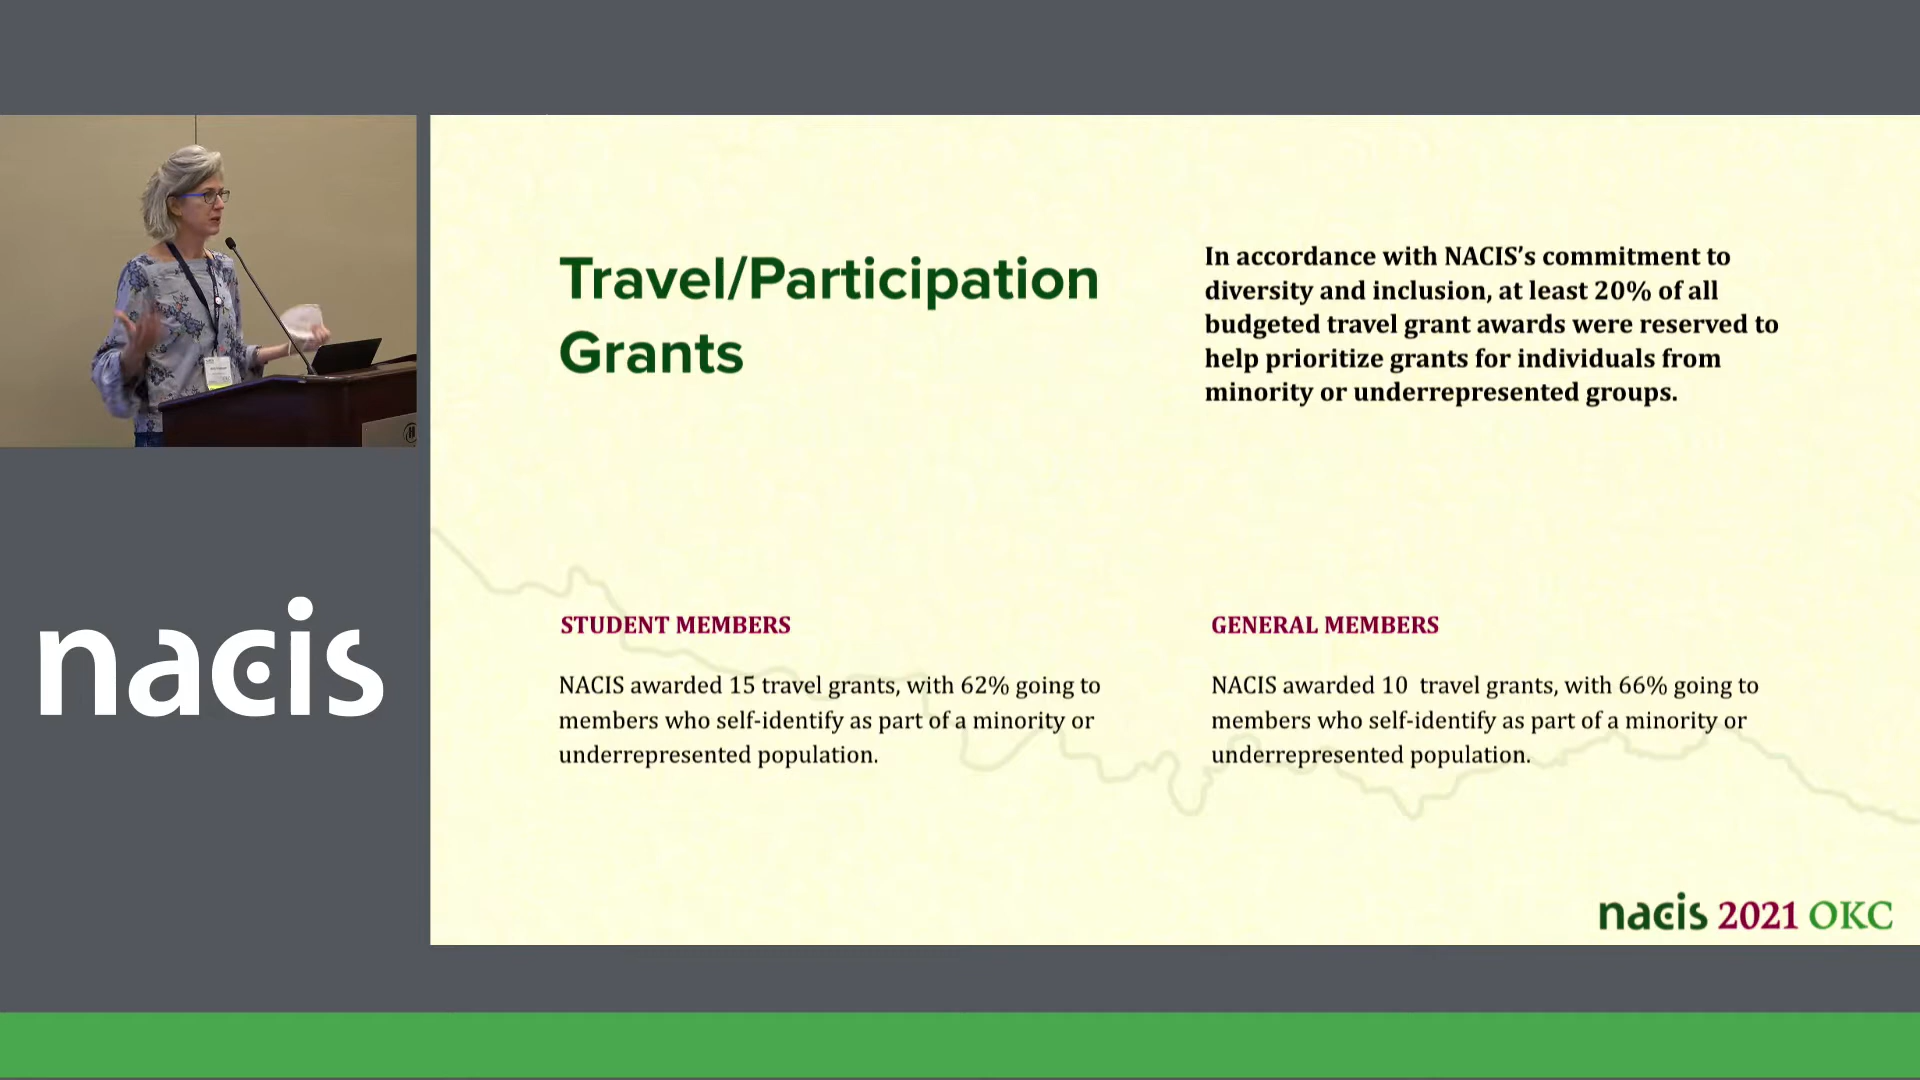 Travel/Participation
Grants
In accordance with NACIS’s commitment to
diversity and inclusion, at least 20% of all
budgeted travel grant awards were reserved to
help prioritize grants for individuals from
minority or underrepresented groups.
STUDENT MEMBERS
NACIS awarded 15 travel grants, with 62% going to
members who self-identify as part of a minority or
underrepresented population.
GENERAL MEMBERS
NACIS awarded 10  travel grants, with 66% going to
members who self-identify as part of a minority or
underrepresented population.
nacis
nacis 2021 OKC